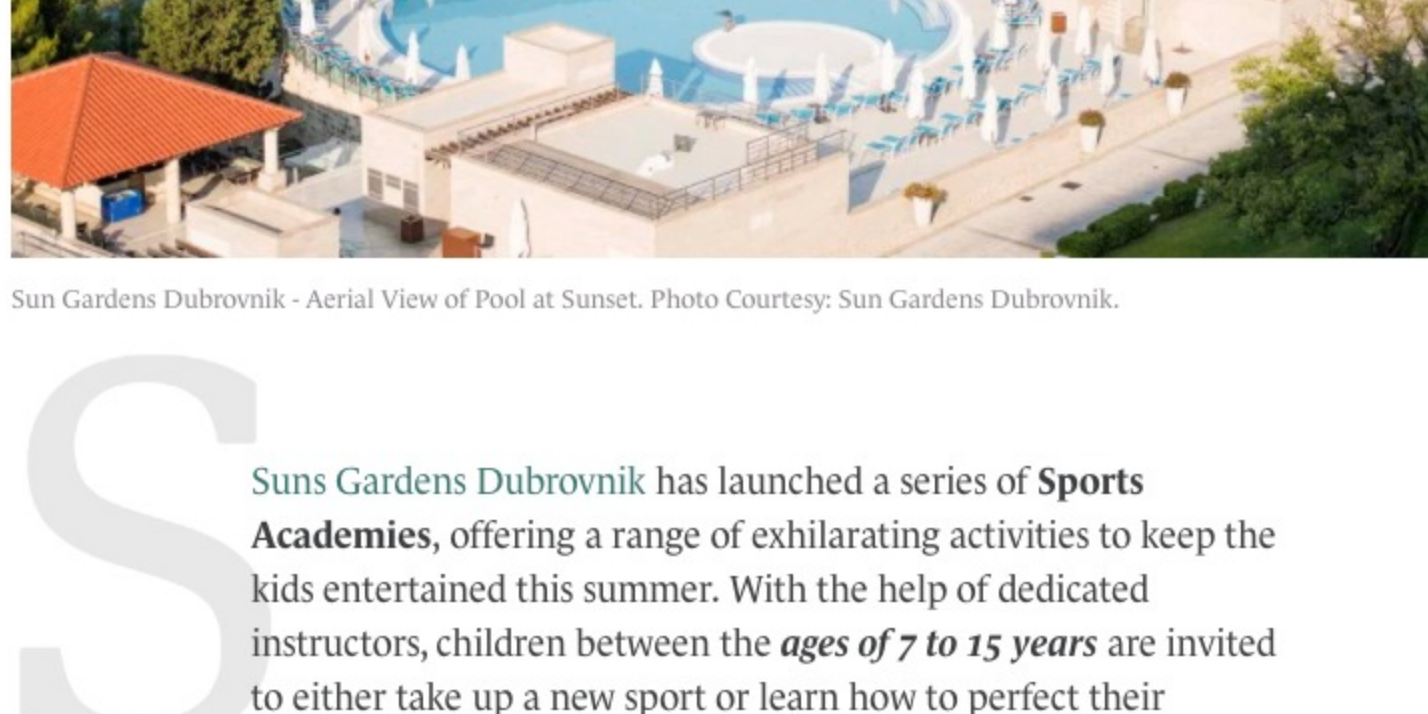 Sun Gardens Dubrovnik - Aerial View of Pool at Sunset. Photo Courtesy: Sun Gardens Dubrovnik.
S
Suns Gardens Dubrovnik has launched a series of Sports
Academies, offering a range of exhilarating activities to keep the
kids entertained this summer. With the help of dedicated
instructors, children between the ages of 7 to 15 years are invited
to either take up a new sport or learn how to perfect their